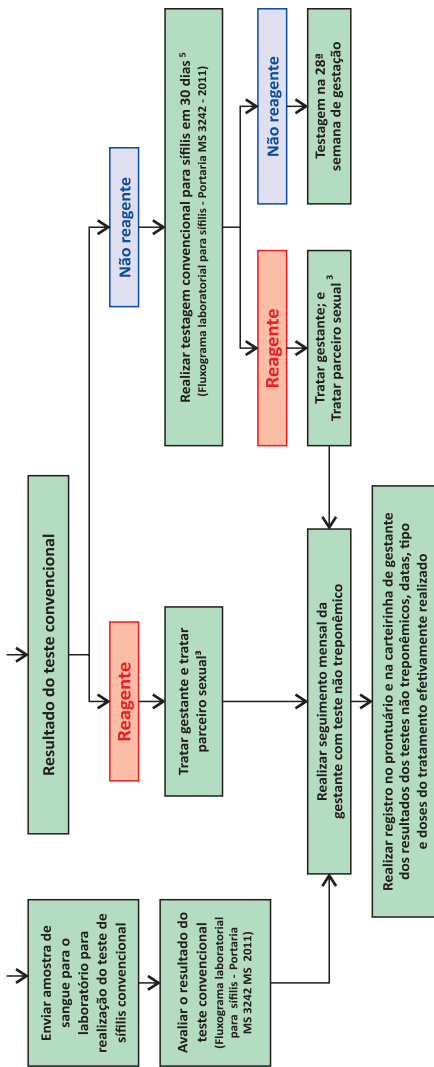 Enviar amostra de
sangue para o
laboratório para
realização do teste de
sífilis convencional
Avaliar o resultado do
teste convencional
(Fluxograma laboratorial
para sífilis - Portaria
MS 3242 MS 2011)
Resultado do teste convencional
Reagente
Tratar gestante e tratar
parceiro sexual³
Não reagente
Realizar testagem convencional para sífilis em 30 dias ⁵
(Fluxograma laboratorial para sífilis - Portaria MS 3242 - 2011)
Reagente
Tratar gestante; e
Tratar parceiro sexual ³
Não reagente
Testagem na 28ª
semana de gestação
Realizar seguimento mensal da
gestante com teste não treponêmico
Realizar registro no prontuário e na carteirinha de gestante
dos resultados dos testes não treponêmicos, datas, tipo
e doses do tratamento efetivamente realizado